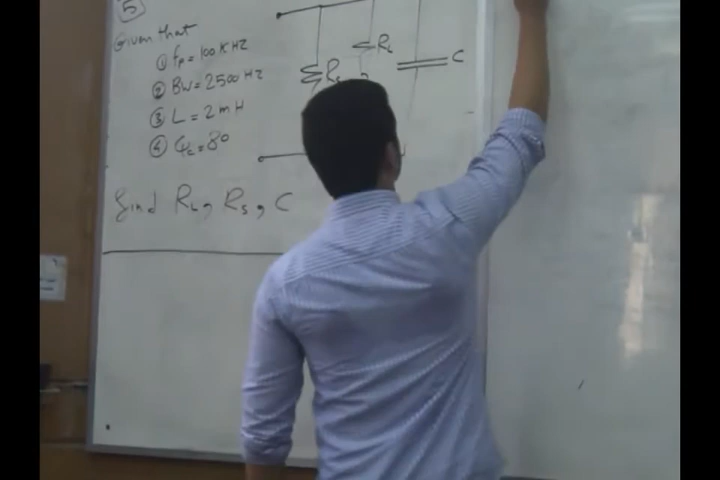 5
Given that
① fp = 100 KHZ
② BW = 2500 HZ
③ L = 2 mH
RL
④ QL = 80
C
find RL, RS, C